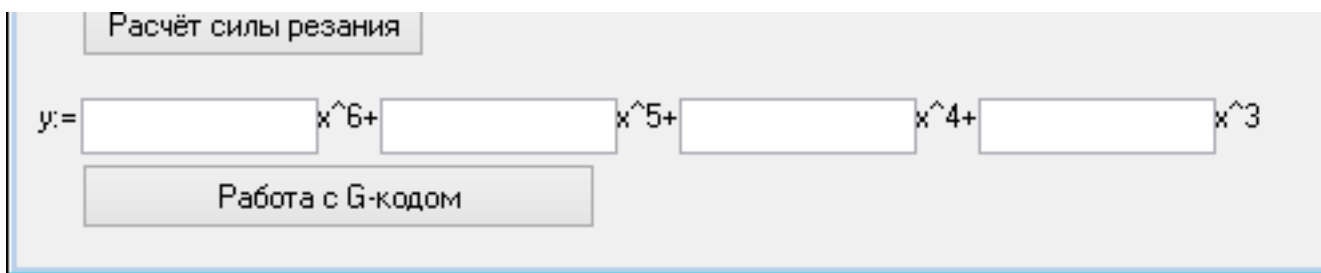 Расчёт силы резания
y:= x^6+ x^5+ x^4+ x^3
Работа с G-кодом